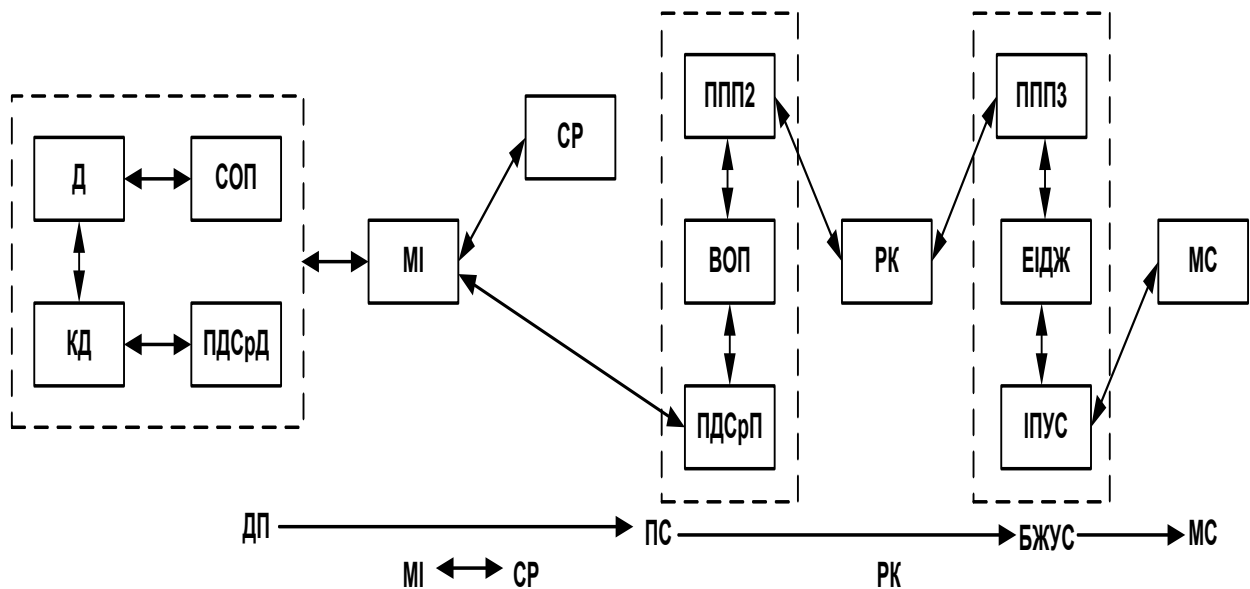 ППП2
ППП3
СР
Д
СОП
МІ
ВОП
РК
ЕІДЖ
МС
КД
ПДСрД
ПДСрП
ІПУС
ДП
ПС
БЖУС
МС
МІ
СР
РК